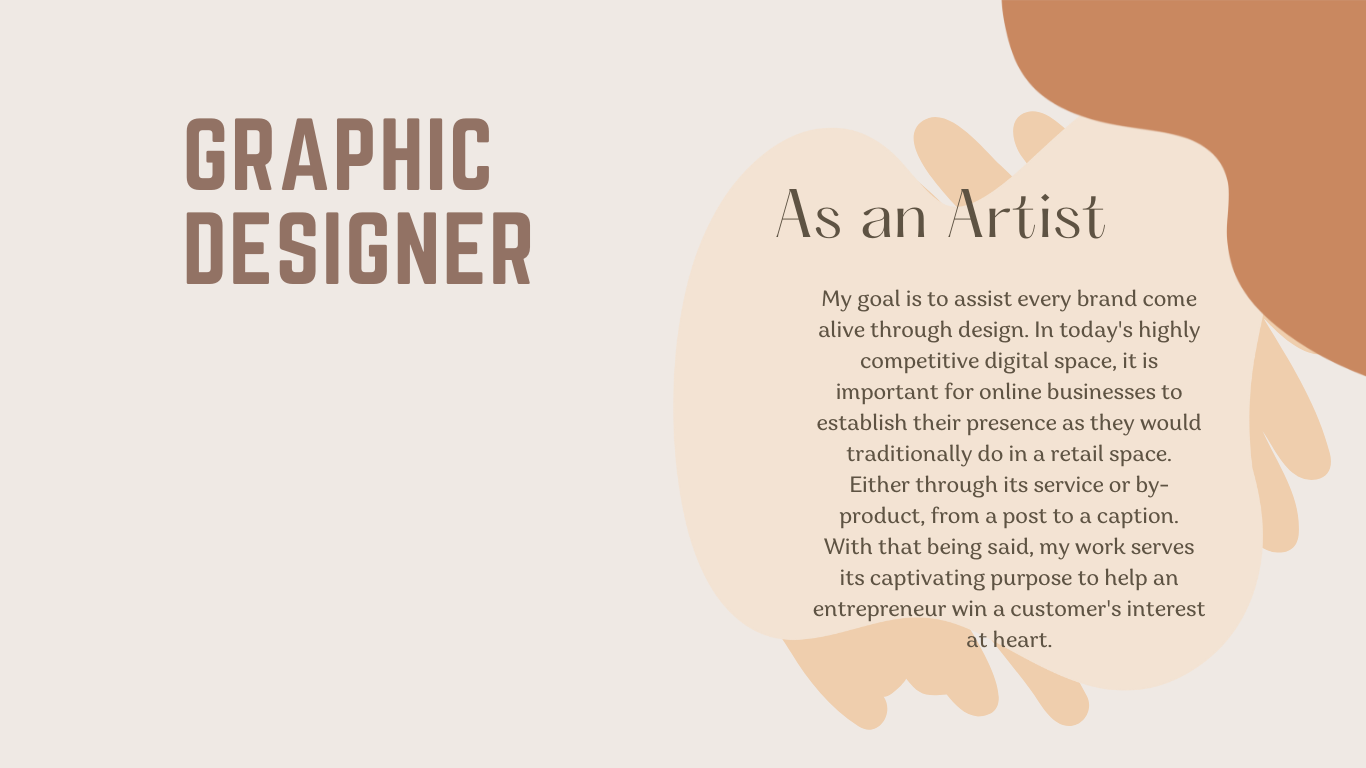 GRAPHIC
DESIGNER
As an Artist
My goal is to assist every brand come
alive through design. In today's highly
competitive digital space, it is
important for online businesses to
establish their presence as they would
traditionally do in a retail space.
Either through its service or by-
product, from a post to a caption.
With that being said, my work serves
its captivating purpose to help an
entrepreneur win a customer's interest
at heart.